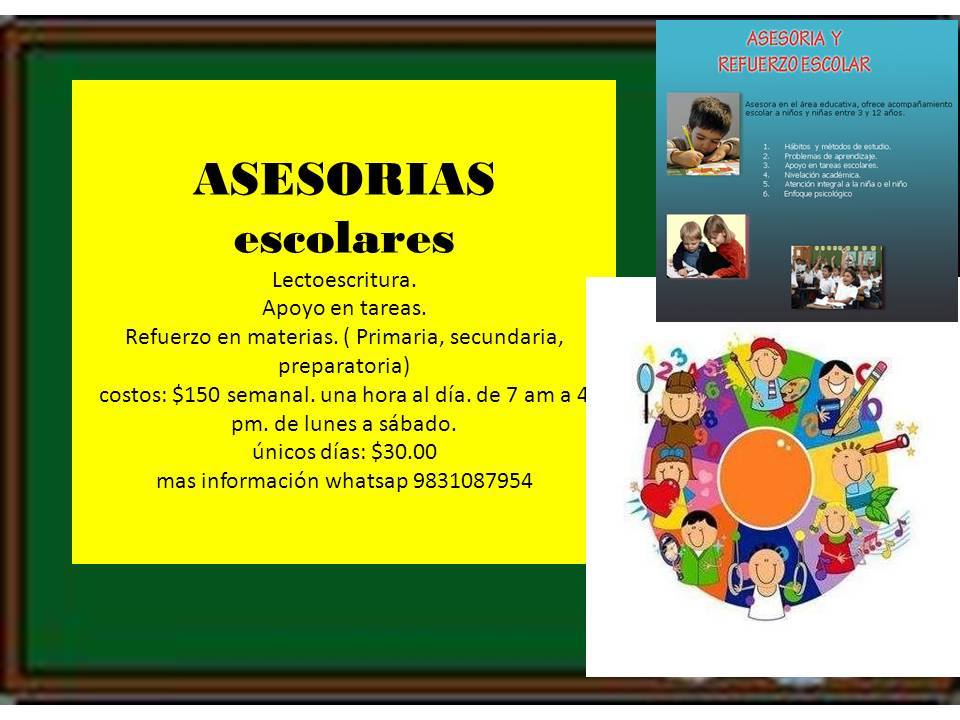 ASESORIAS
escolares
Lectoescritura.
Apoyo en tareas.
Refuerzo en materias. ( Primaria, secundaria,
preparatoria)
costos: $150 semanal. una hora al día. de 7 am a 4
pm. de lunes a sábado.
únicos días: $30.00
mas información whatsap 9831087954
ASESORIA Y
REFUERZO ESCOLAR
Asesora en el área educativa, ofrece acompañamiento
escolar a niños y niñas entre 3 y 12 años.
1. Hábitos y métodos de estudio.
2. Problemas de aprendizaje.
3. Apoyo en tareas escolares.
4. Nivelación académica.
5. Atención integral a la niña o el niño
6. Enfoque psicológico